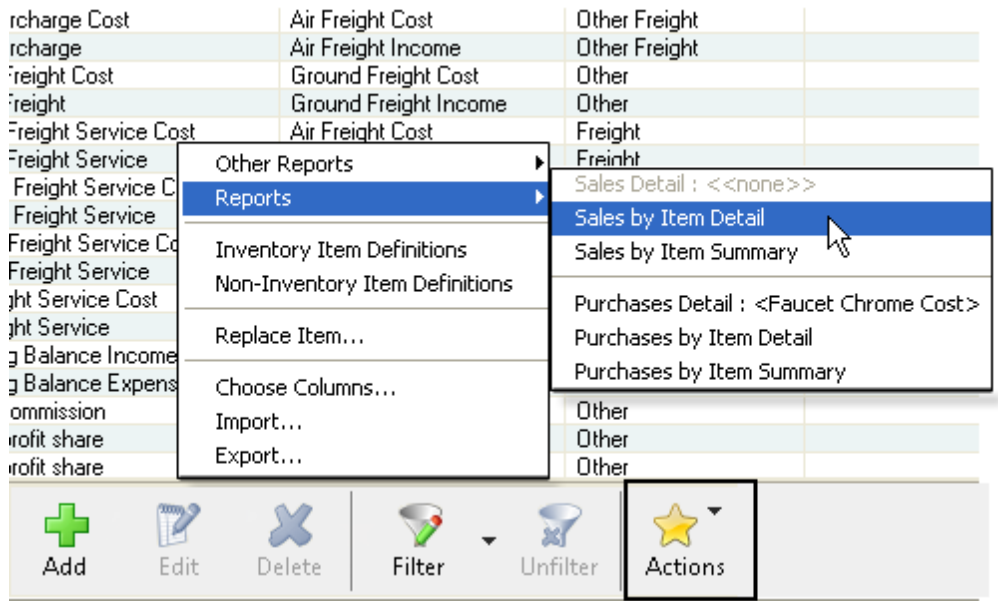 rcharge Cost Air Freight Cost Other Freight
rcharge Air Freight Income Other Freight
Freight Cost Ground Freight Cost Other
Freight Ground Freight Income Other
Freight Service Cost Air Freight Cost Freight
Freight Service Freight
Freight Service C
Freight Service
Freight Service Co
Freight Service
ght Service Cost
ght Service
g Balance Income
g Balance Expens
ommission Other
profit share Other
profit share Other
Other Reports
Reports
Inventory Item Definitions
Non-Inventory Item Definitions
Replace Item...
Choose Columns...
Import...
Export...
Sales Detail : <<none>>
Sales by Item Detail
Sales by Item Summary
Purchases Detail : <Faucet Chrome Cost>
Purchases by Item Detail
Purchases by Item Summary
Add Edit Delete Filter Unfilter Actions